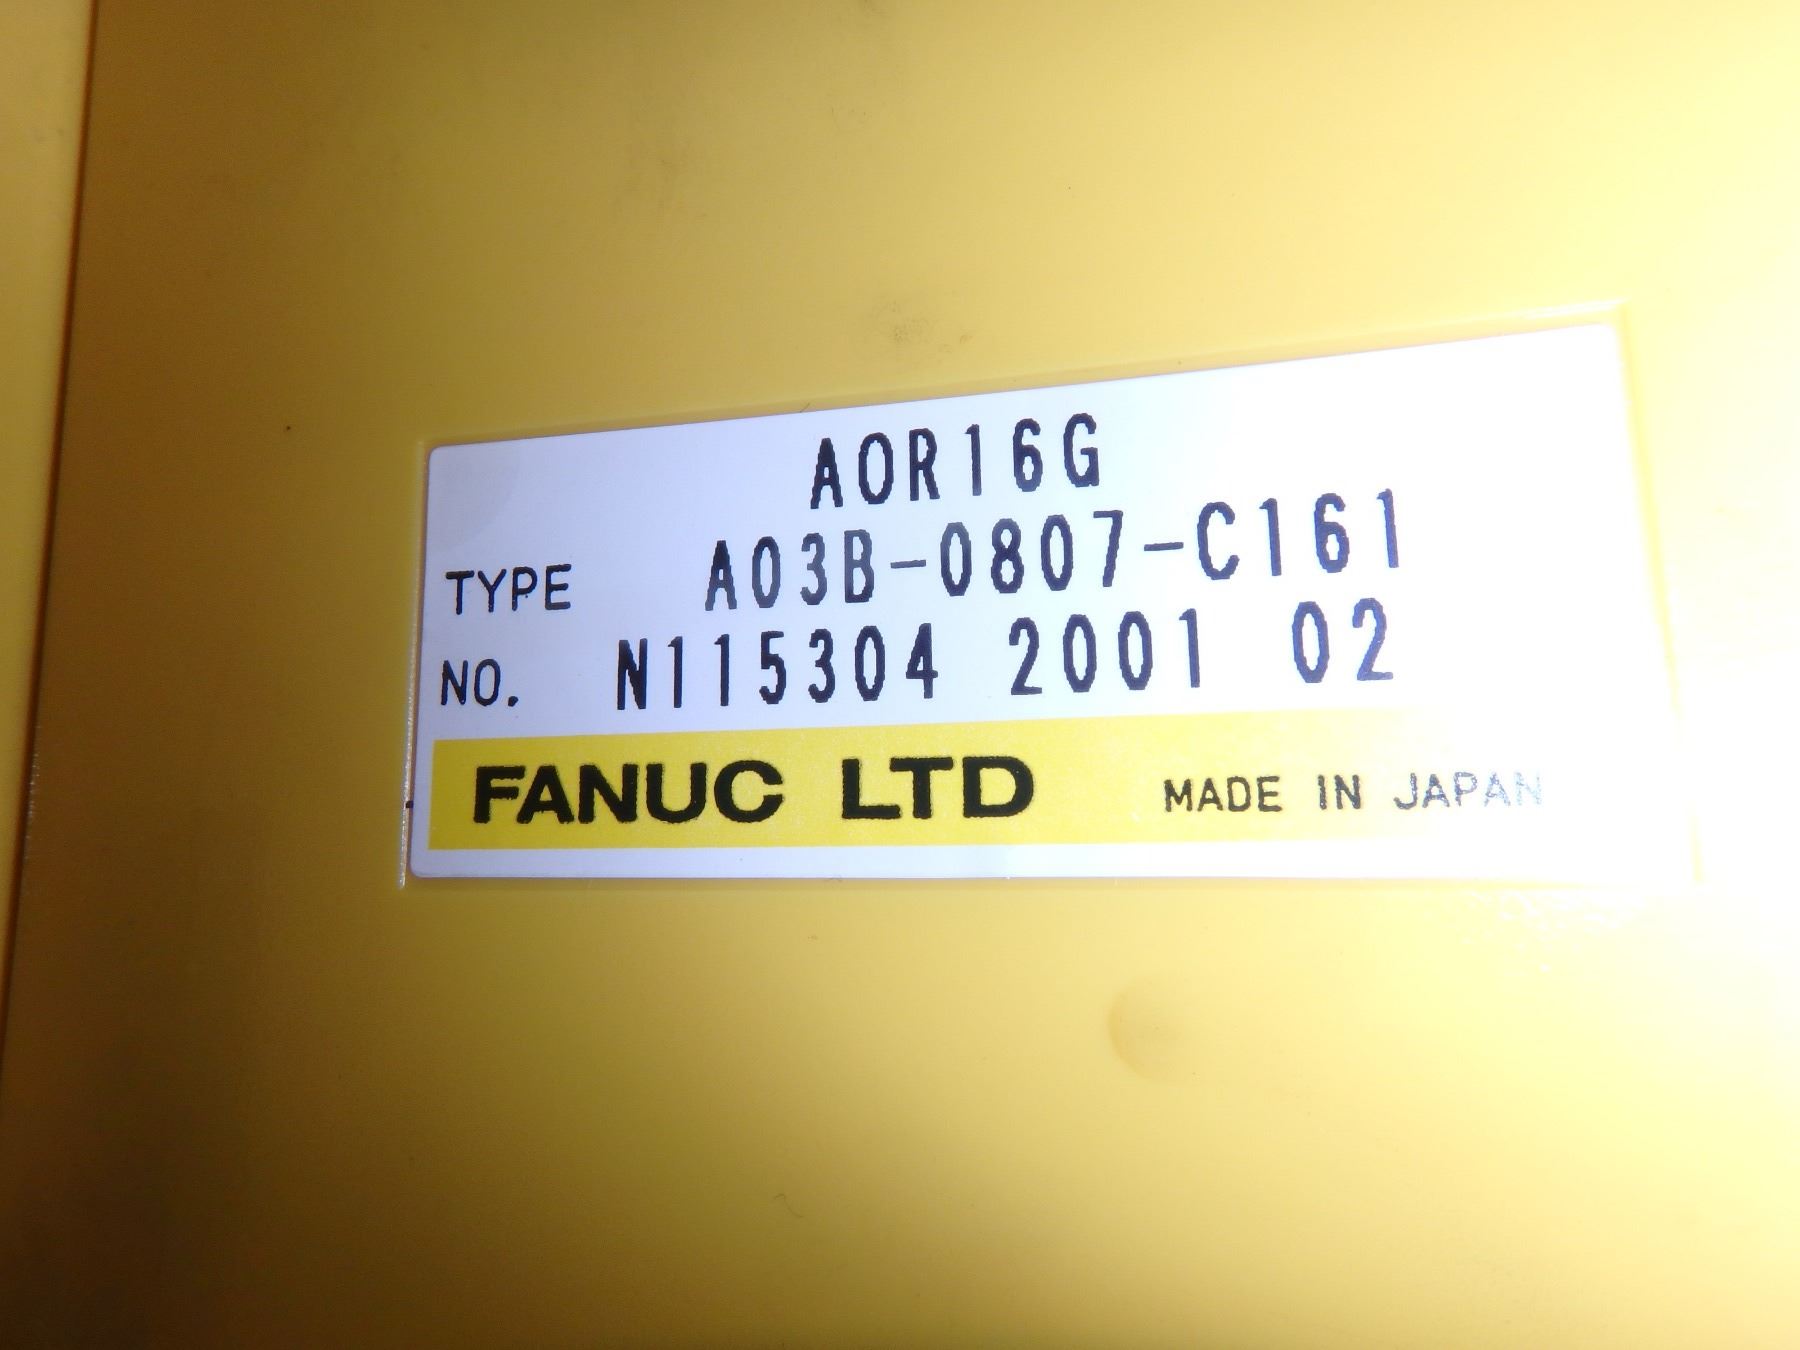 AOR16G
TYPE A03B-0807-C161
NO. N115304 2001 02
FANUC LTD MADE IN JAPAN